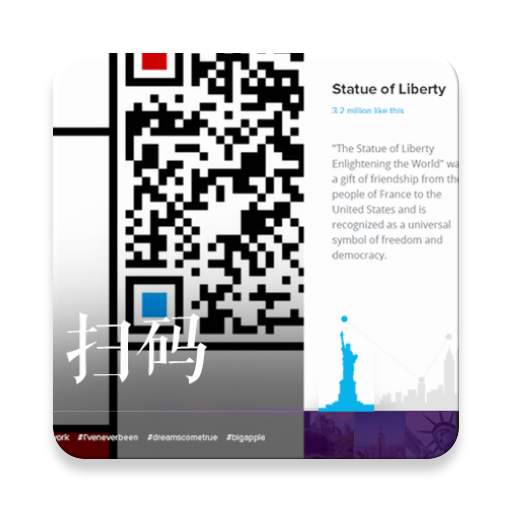 Statue of Liberty
3.2 million like this
"The Statue of Liberty
Enlightening the World" wa
a gift of friendship from the
people of France to the
United States and is
recognized as a universal
symbol of freedom and
democracy.
扫码
ork #I'veneverbeen #dreamscometrue #bigapple